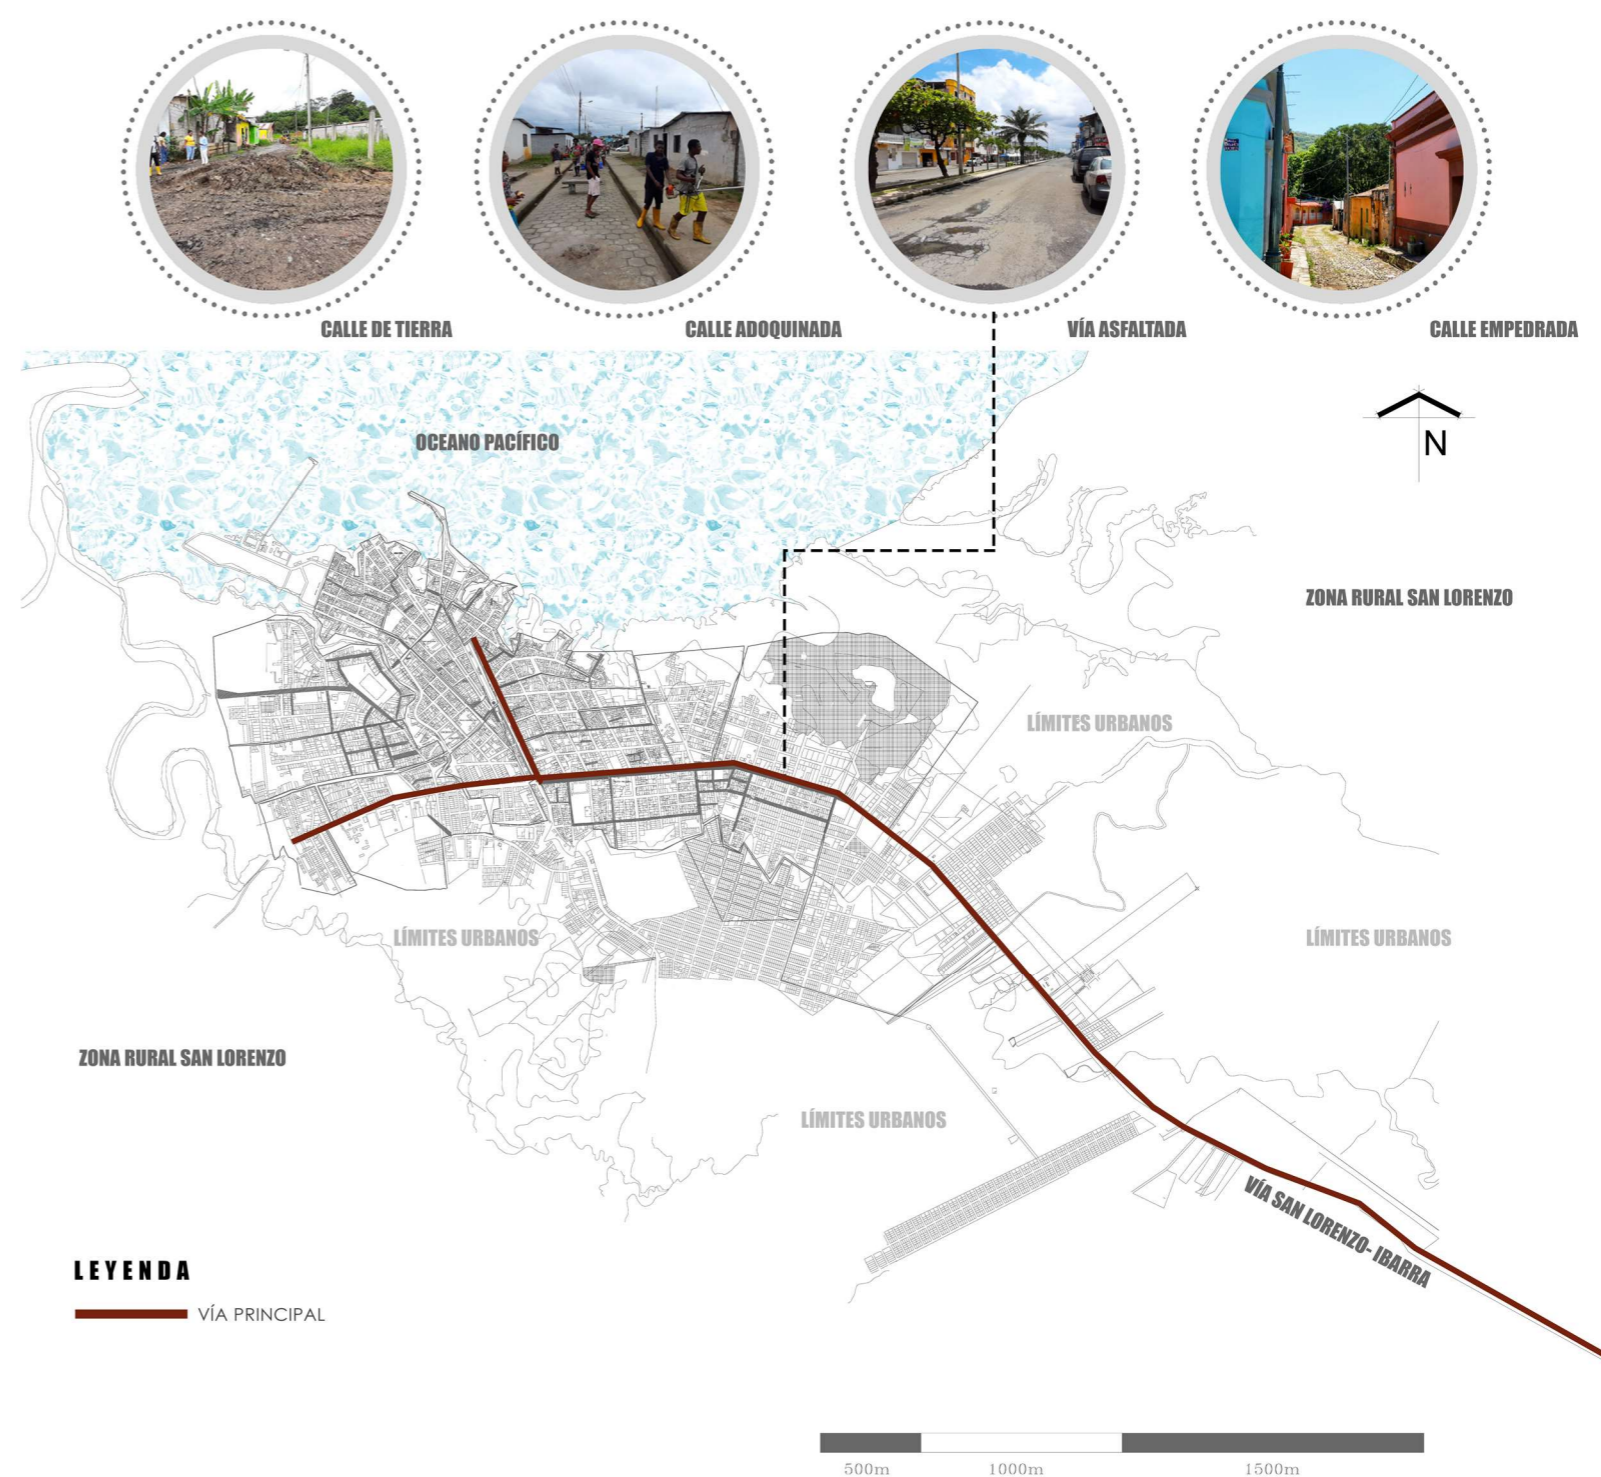 CALLE DE TIERRA
CALLE ADOQUINADA
VÍA ASFALTADA
CALLE EMPEDRADA
OCEANO PACÍFICO
N
ZONA RURAL SAN LORENZO
LÍMITES URBANOS
LÍMITES URBANOS
LÍMITES URBANOS
ZONA RURAL SAN LORENZO
LÍMITES URBANOS
VÍA SAN LORENZO- IBARRA
LEYENDA
VÍA PRINCIPAL
500m
1000m
1500m